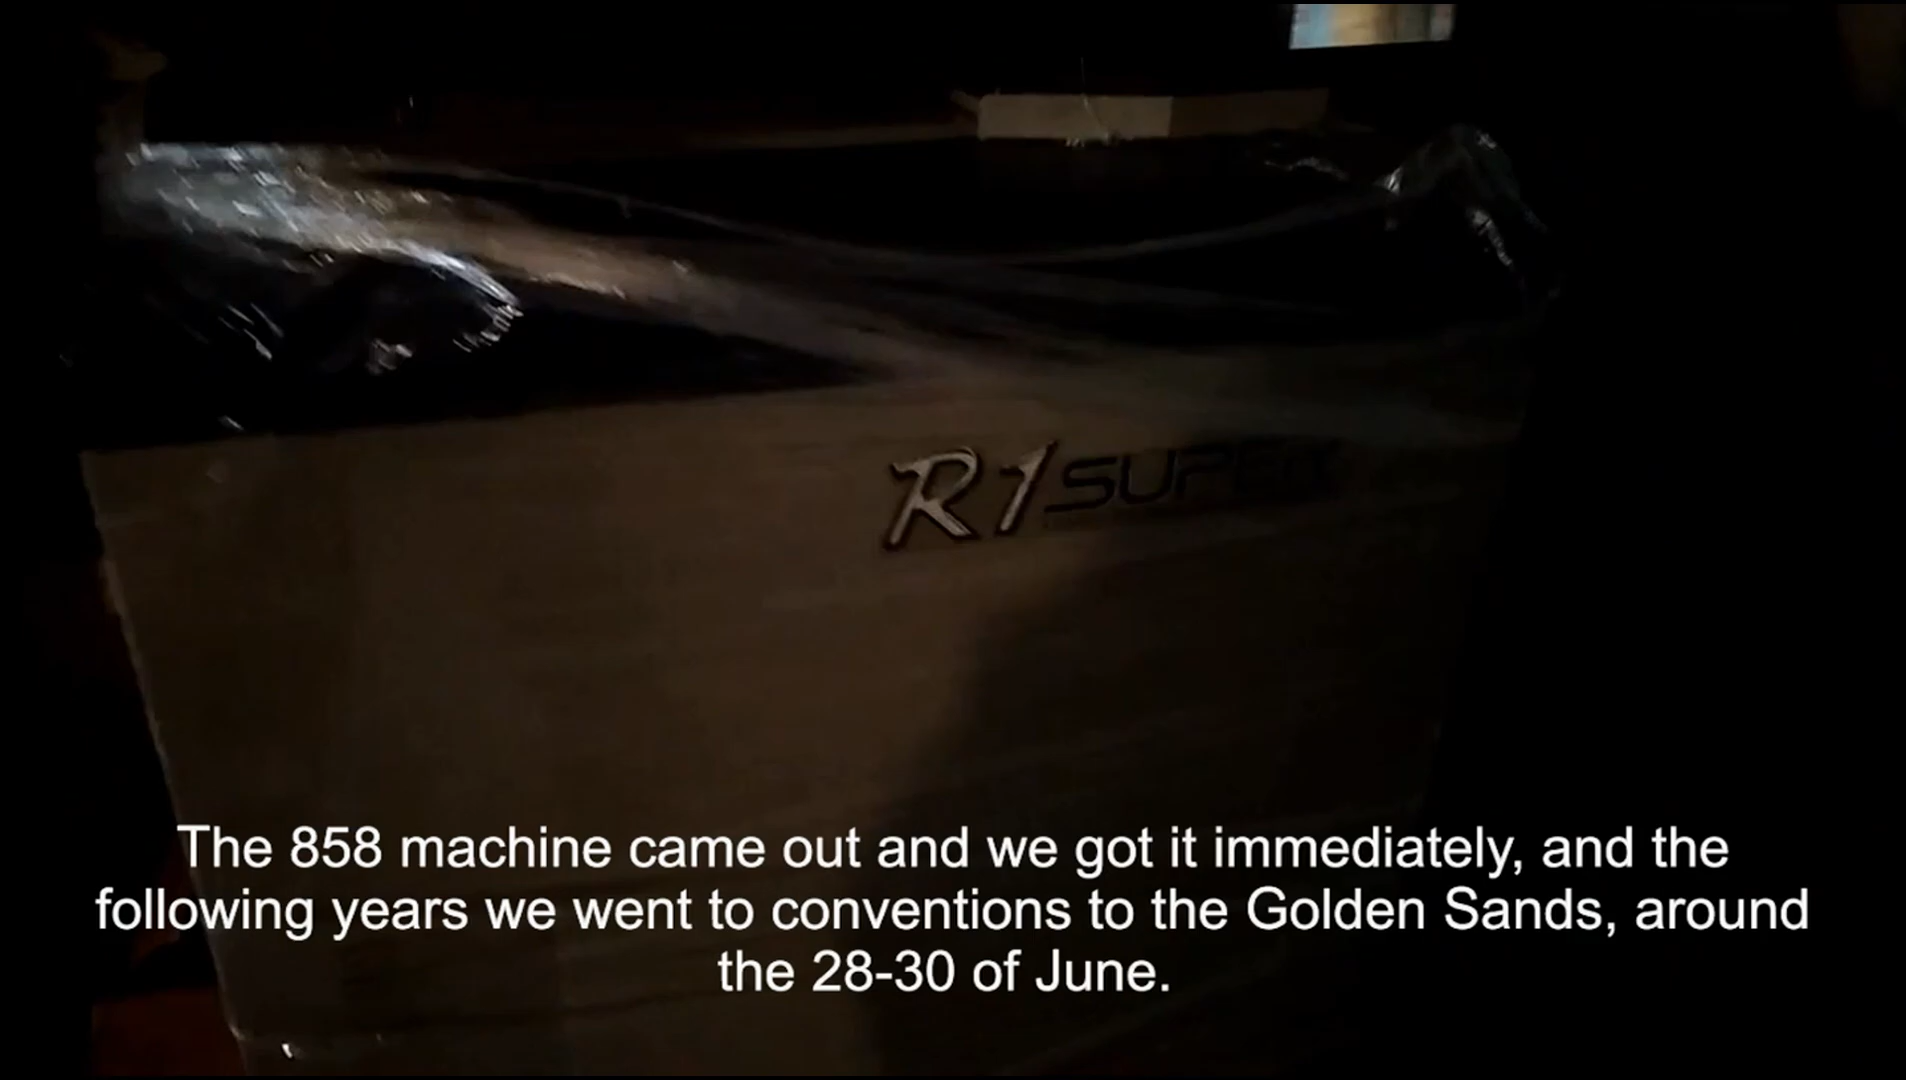 R1 SUPER
The 858 machine came out and we got it immediately, and the
following years we went to conventions to the Golden Sands, around
the 28-30 of June.